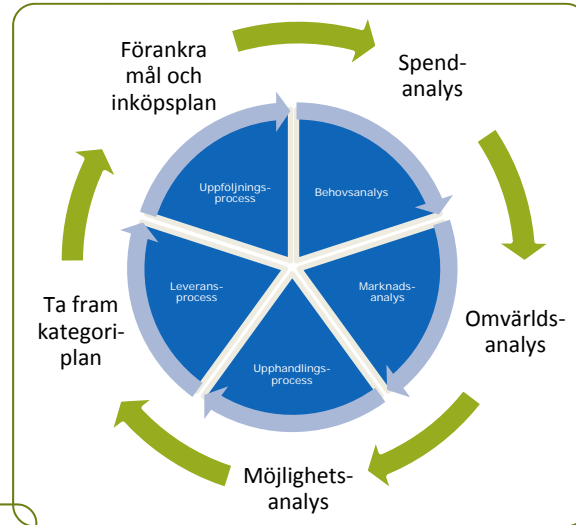 Förankra
mål och
inköpsplan
Spend-
analys
Omvärlds-
analys
Möjlighets-
analys
Ta fram
kategori-
plan
Uppföljnings-
process
Behovsanalys
Marknads-
analys
Upphandlings-
process
Leverans-
process